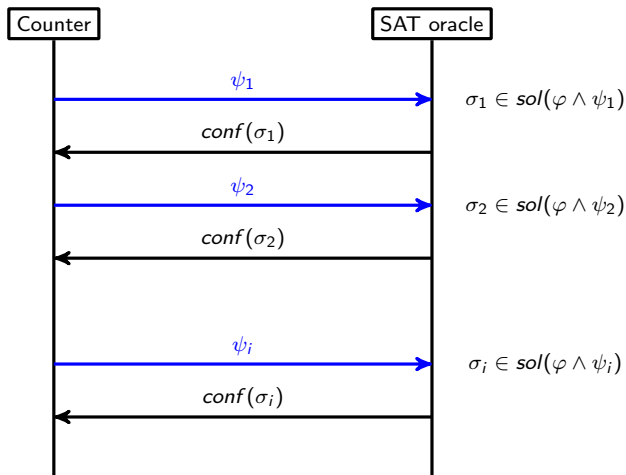 Counter SAT oracle
ψ₁ σ₁ ∈ sol(φ ∧ ψ₁)
conf(σ₁)
ψ₂ σ₂ ∈ sol(φ ∧ ψ₂)
conf(σ₂)
ψᵢ σᵢ ∈ sol(φ ∧ ψᵢ)
conf(σᵢ)